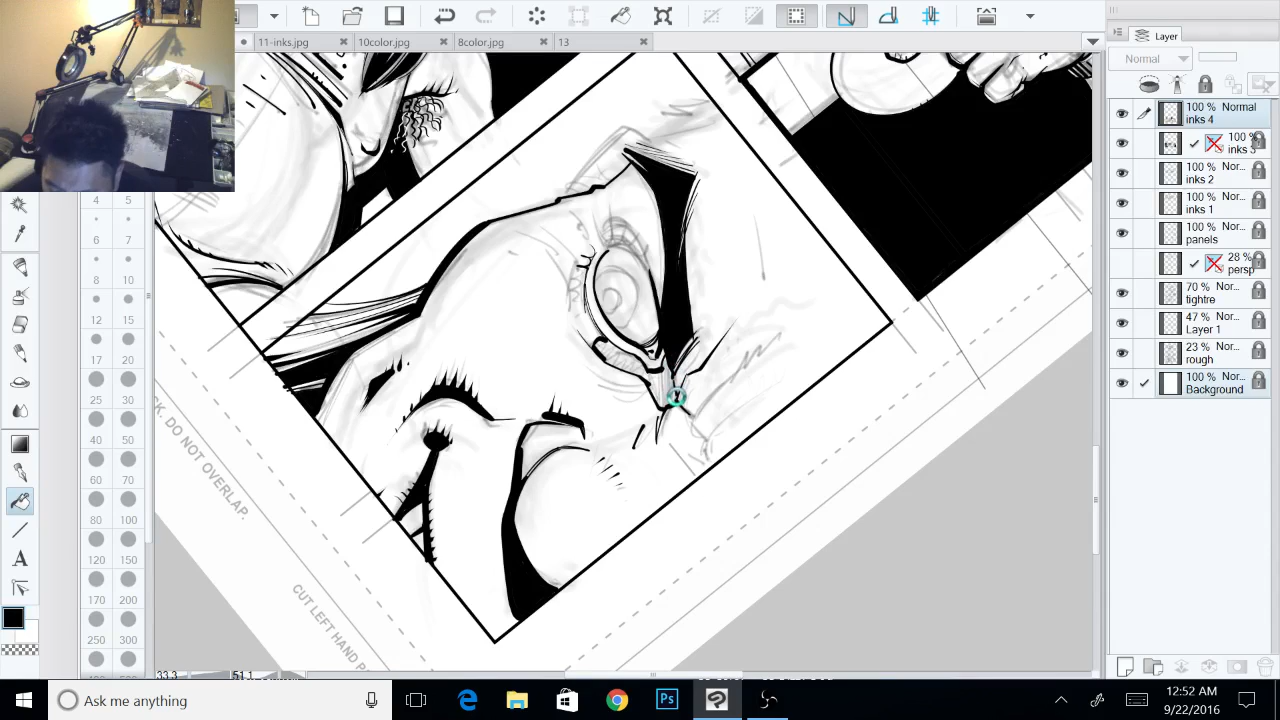 11-inks.jpg
10color.jpg
8color.jpg
13
Layer
Normal
100 % Normal
inks 4
100 %
inks
100 % Nor...
inks 2
100 % Nor...
inks 1
100 % Nor...
panels
28 %
persp
70 % Nor...
tightre
47 % Nor...
Layer 1
23 % Nor...
rough
100 % Nor...
Background
4 5
6 7
8 10
12 15
17 20
25 30
40 50
60 70
80 100
120 150
170 200
250 300
A
DO NOT OVERLAP.
CUT LEFT HAND
33.3
51.1
Ask me anything
Ps
12:52 AM
9/22/2016